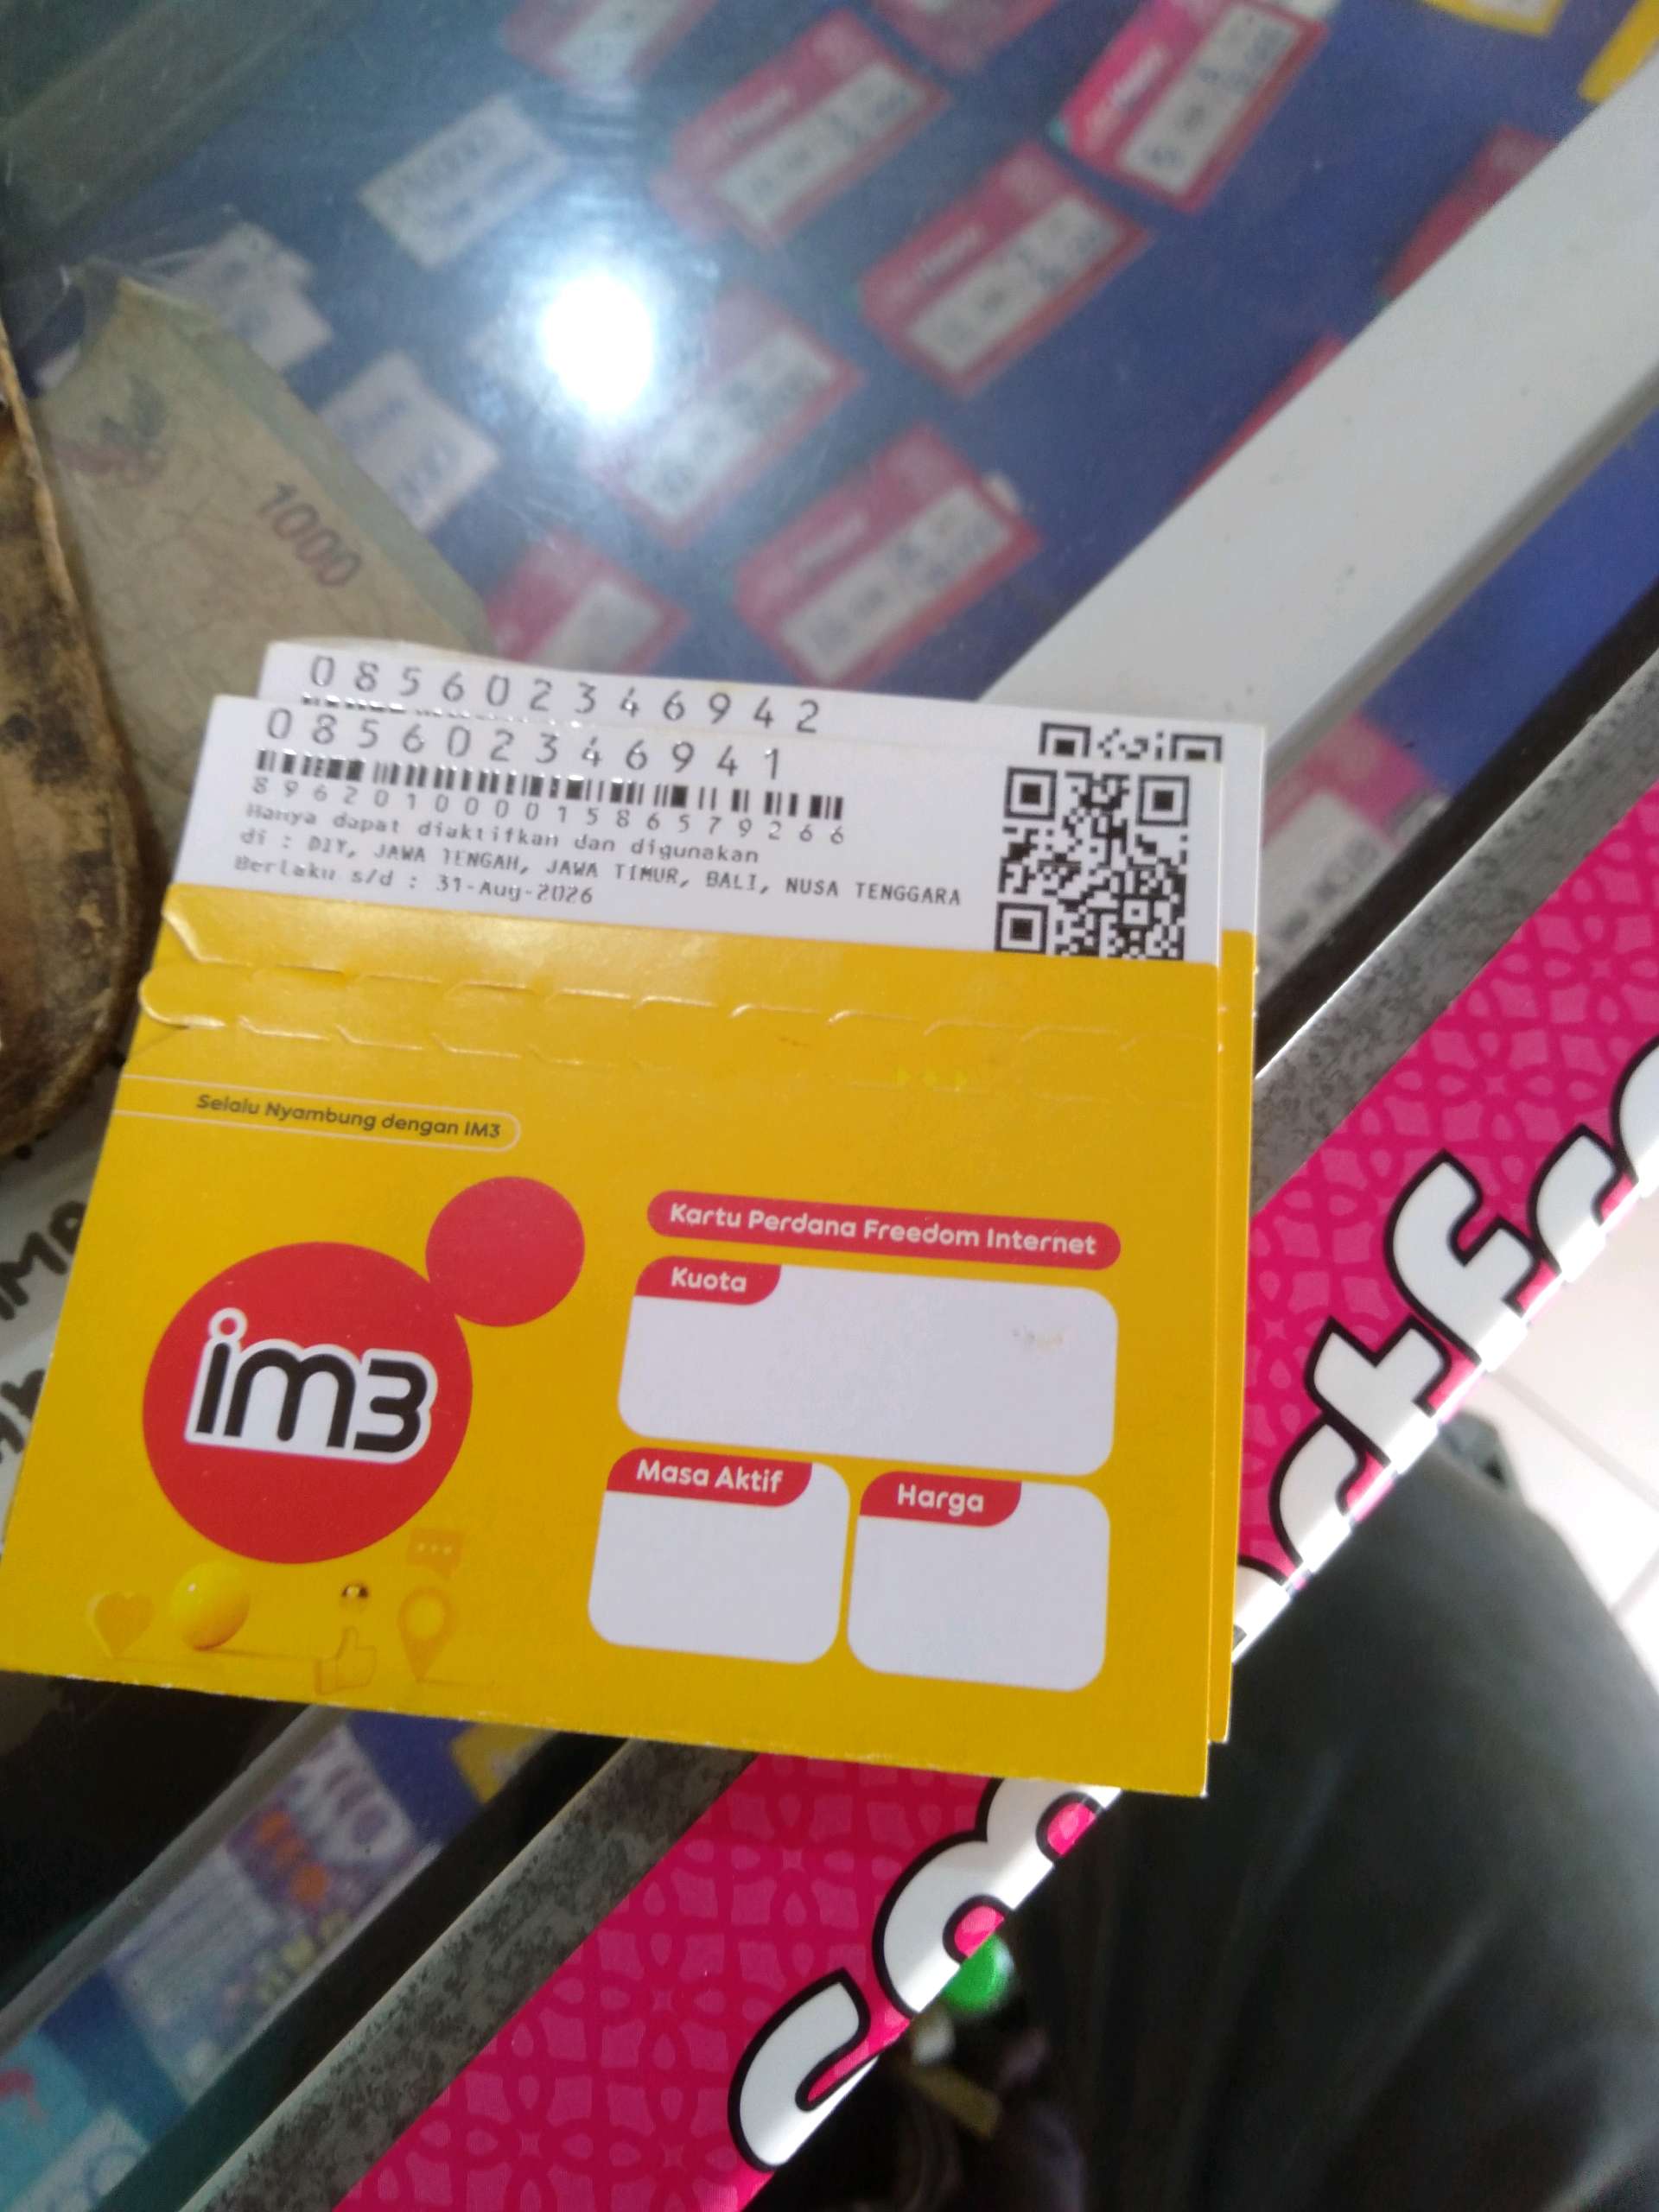 10000
085602346942
085602346941
8962010000158657926 6
Hanya dapat diaktifkan dan digunakan
di : DIY, JAWA TENGAH, JAWA TIMUR, BALI, NUSA TENGGARA
Berlaku s/d : 31-Aug-2026
Selalu Nyambung dengan IM3
im3
Kartu Perdana Freedom Internet
Kuota
Masa Aktif
Harga